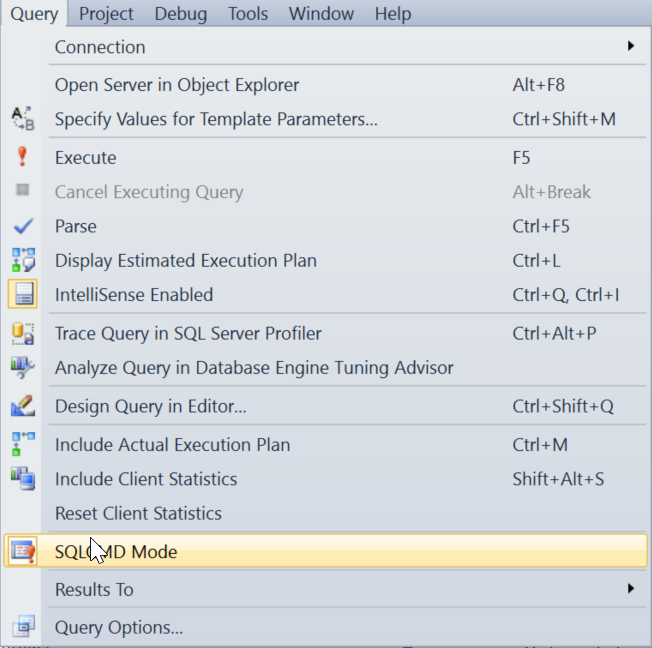 Query Project Debug Tools Window Help
Connection
Open Server in Object Explorer Alt+F8
A B Specify Values for Template Parameters... Ctrl+Shift+M
Execute F5
Cancel Executing Query Alt+Break
Parse Ctrl+F5
Display Estimated Execution Plan Ctrl+L
IntelliSense Enabled Ctrl+Q, Ctrl+I
Trace Query in SQL Server Profiler Ctrl+Alt+P
Analyze Query in Database Engine Tuning Advisor
Design Query in Editor... Ctrl+Shift+Q
Include Actual Execution Plan Ctrl+M
Include Client Statistics Shift+Alt+S
Reset Client Statistics
SQLCMD Mode
Results To
Query Options...